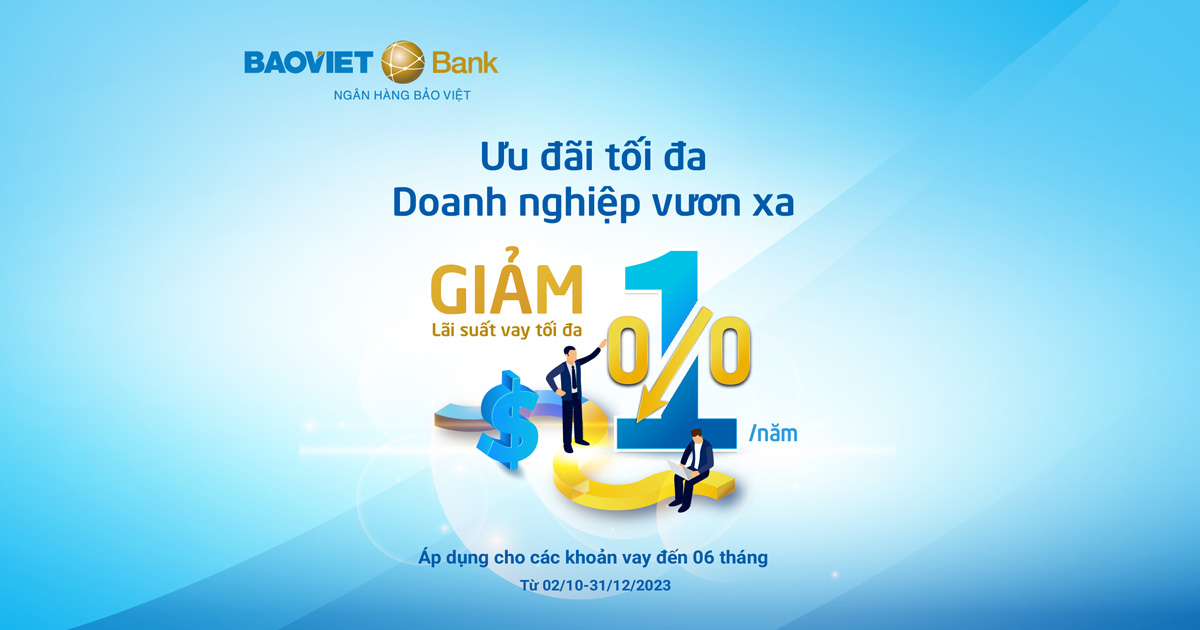 BAOVIET Bank
NGÂN HÀNG BẢO VIỆT
Ưu đãi tối đa
Doanh nghiệp vươn xa
GIẢM
Lãi suất vay tối đa
1%
/năm
$
Áp dụng cho các khoản vay đến 06 tháng
Từ 02/10-31/12/2023